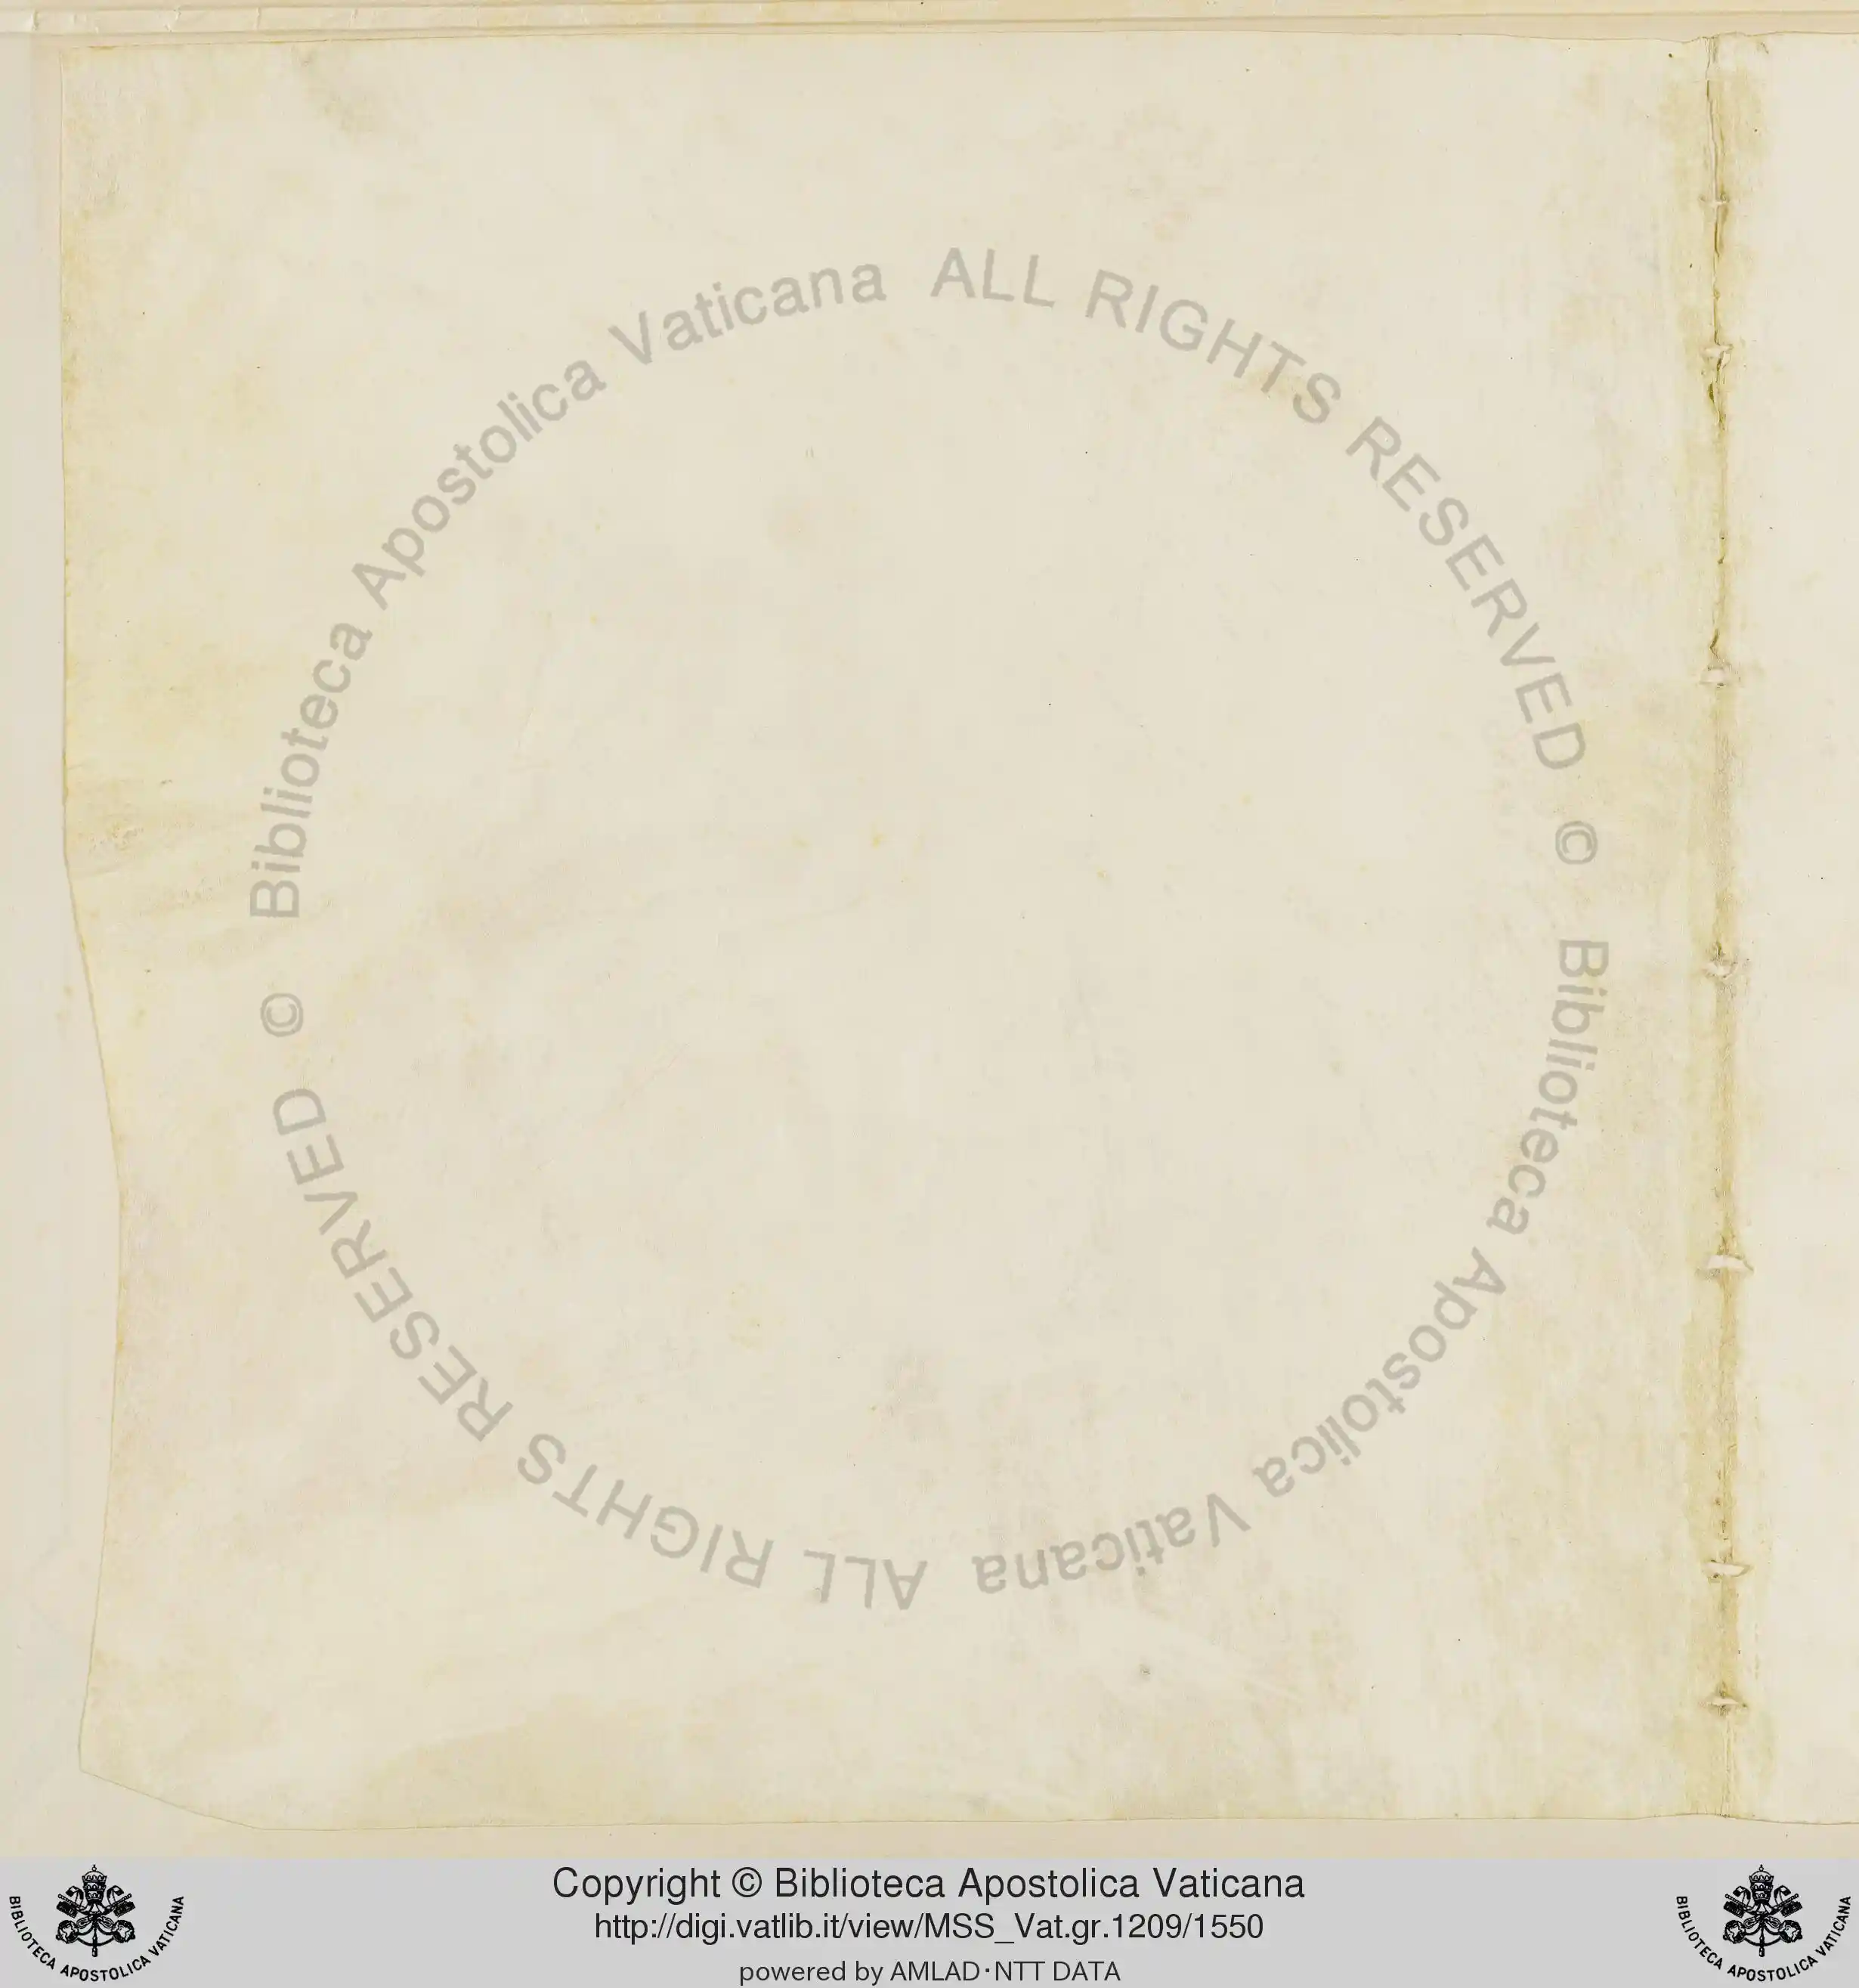 © Biblioteca Apostolica Vaticana ALL RIGHTS RESERVED © Biblioteca Apostolica Vaticana ALL RIGHTS RESERVED
Copyright © Biblioteca Apostolica Vaticana
http://digi.vatlib.it/view/MSS_Vat.gr.1209/1550
powered by AMLAD·NTT DATA
BIBLIOTECA APOSTOLICA VATICANA
BIBLIOTECA APOSTOLICA VATICANA